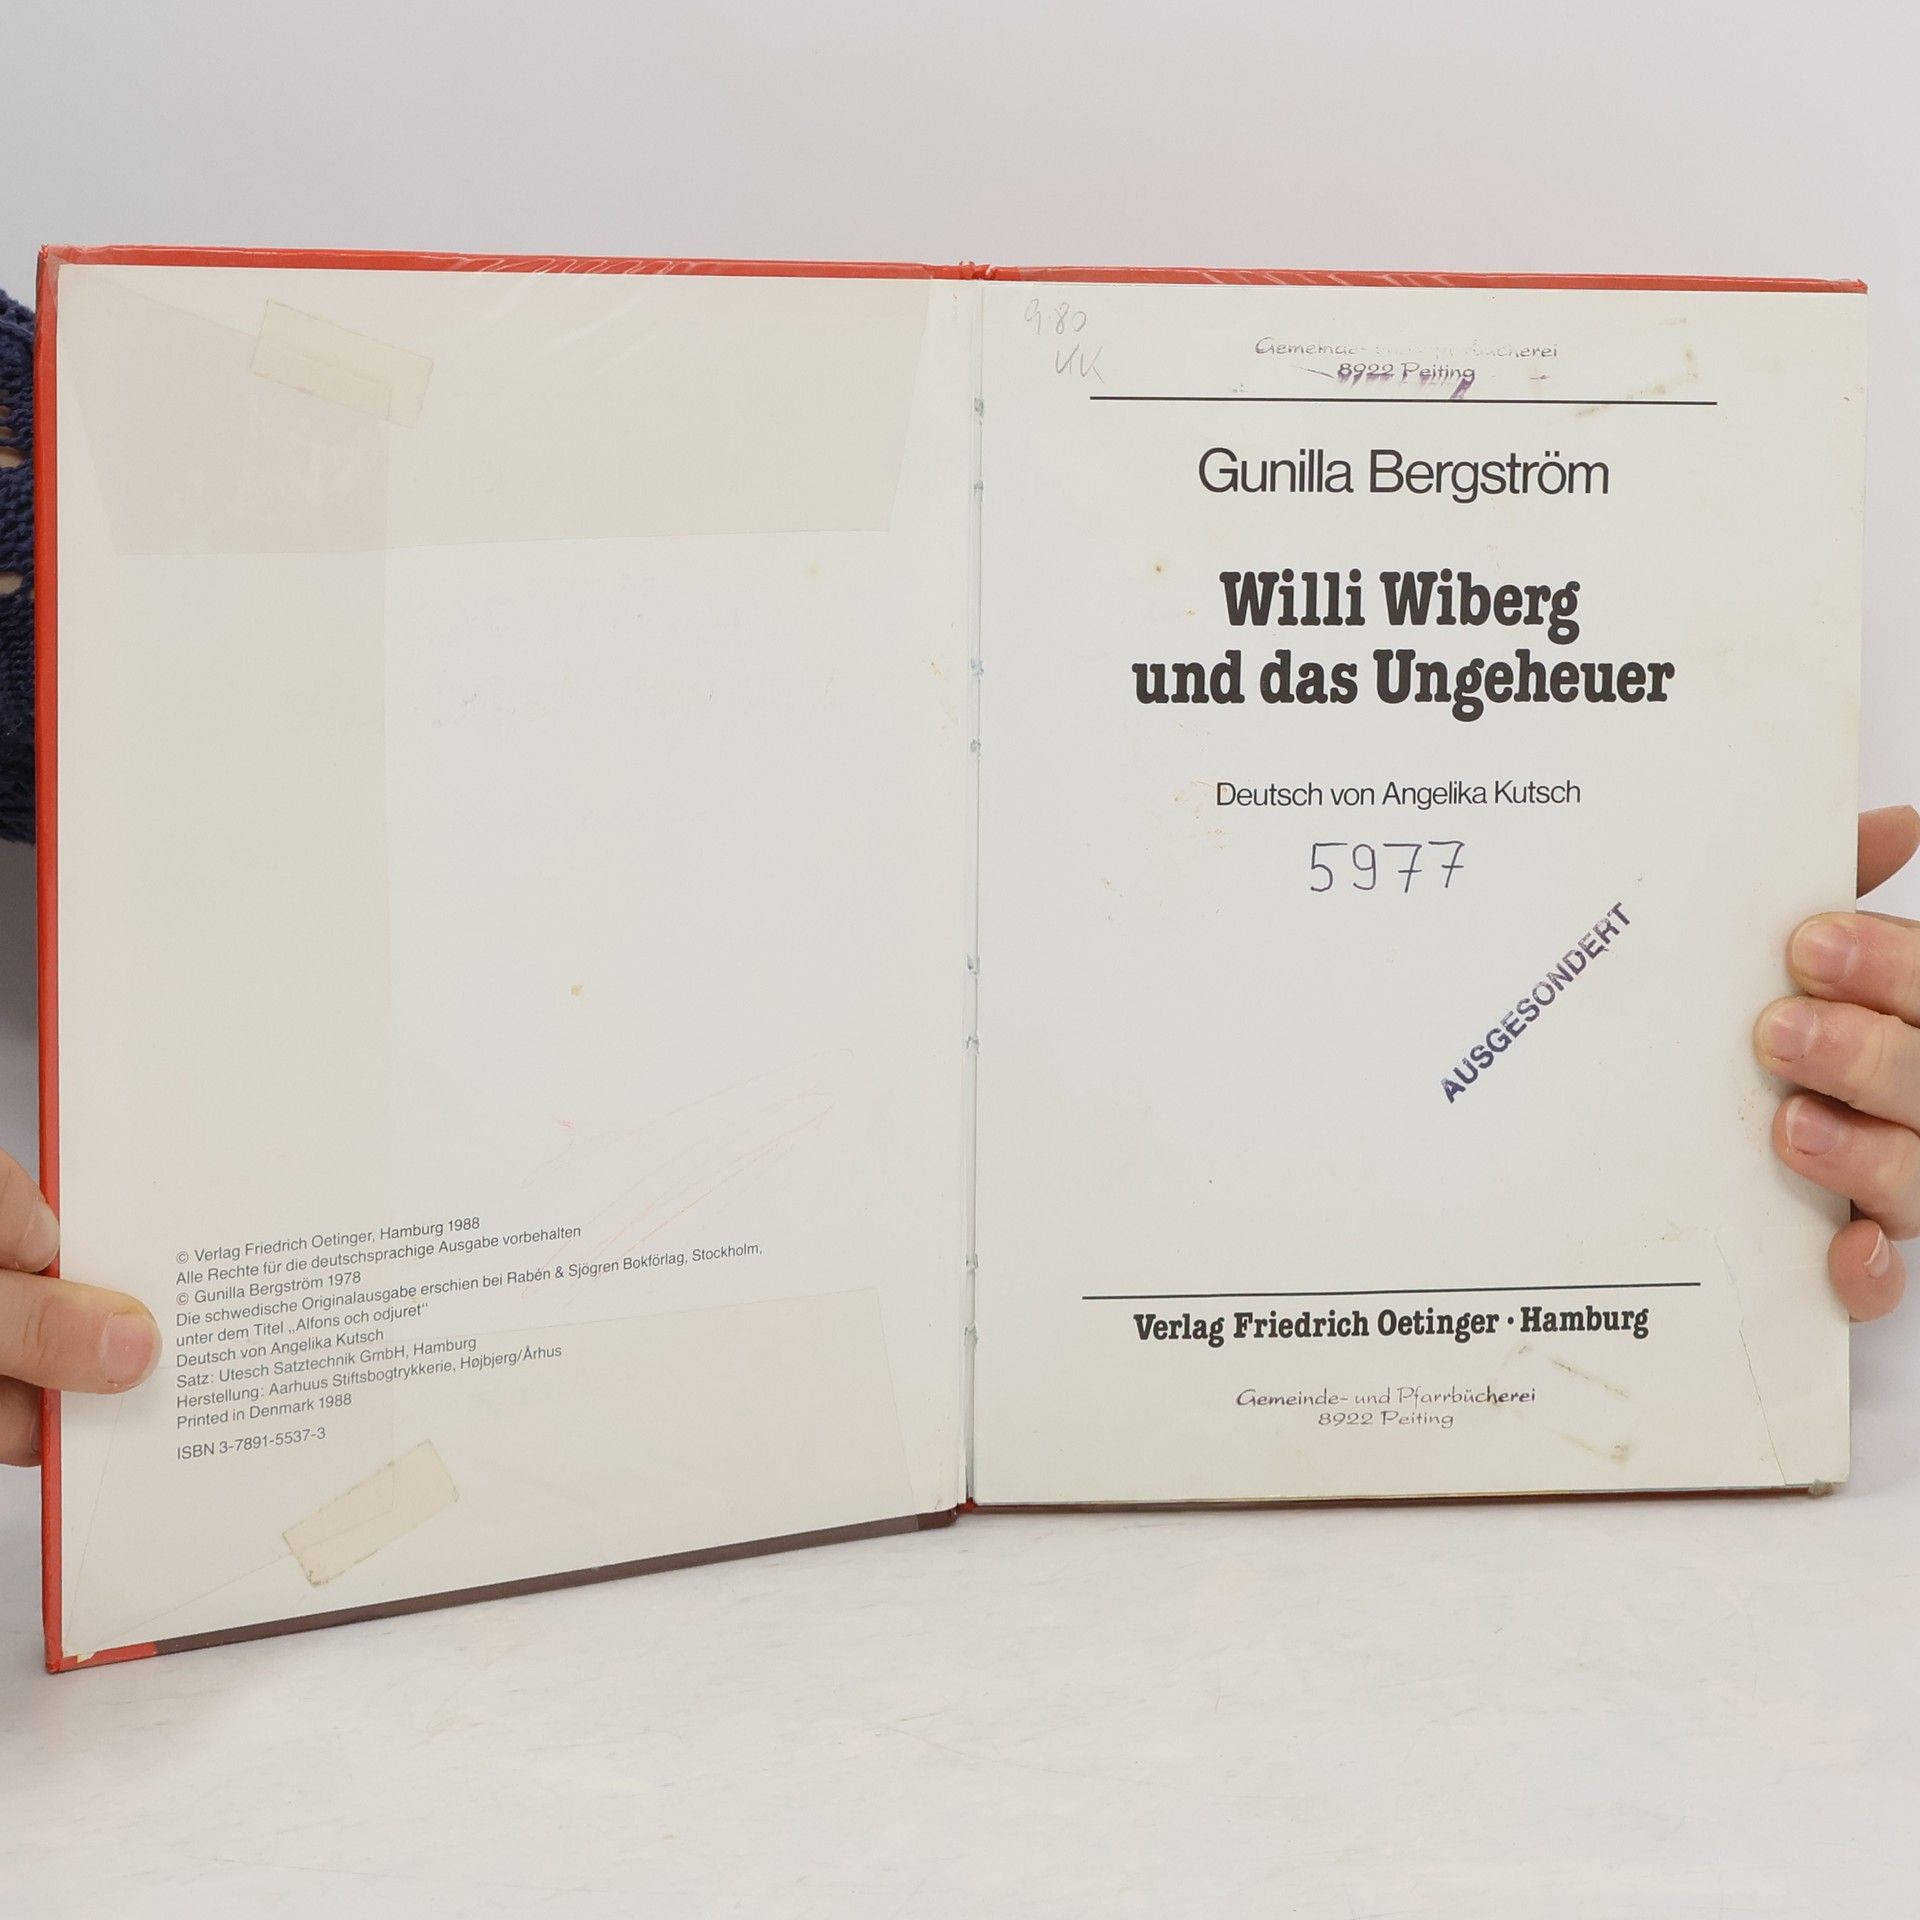 © Verlag Friedrich Oetinger, Hamburg 1988
Alle Rechte für die deutschsprachige Ausgabe vorbehalten
© Gunilla Bergström 1978
Die schwedische Originalausgabe erschien bei Rabén & Sjögren Bokförlag, Stockholm,
unter dem Titel „Alfons och odjuret“
Deutsch von Angelika Kutsch
Satz: Utesch Satztechnik GmbH, Hamburg
Herstellung: Aarhuus Stiftsbogtrykkerie, Højbjerg/Århus
Printed in Denmark 1988
ISBN 3-7891-5537-3
9.80
KK
8922 Peiting
Gunilla Bergström
Willi Wiberg
und das Ungeheuer
Deutsch von Angelika Kutsch
5977
AUSGESONDERT
Verlag Friedrich Oetinger · Hamburg
Gemeinde- und Pfarrbücherei
8922 Peiting